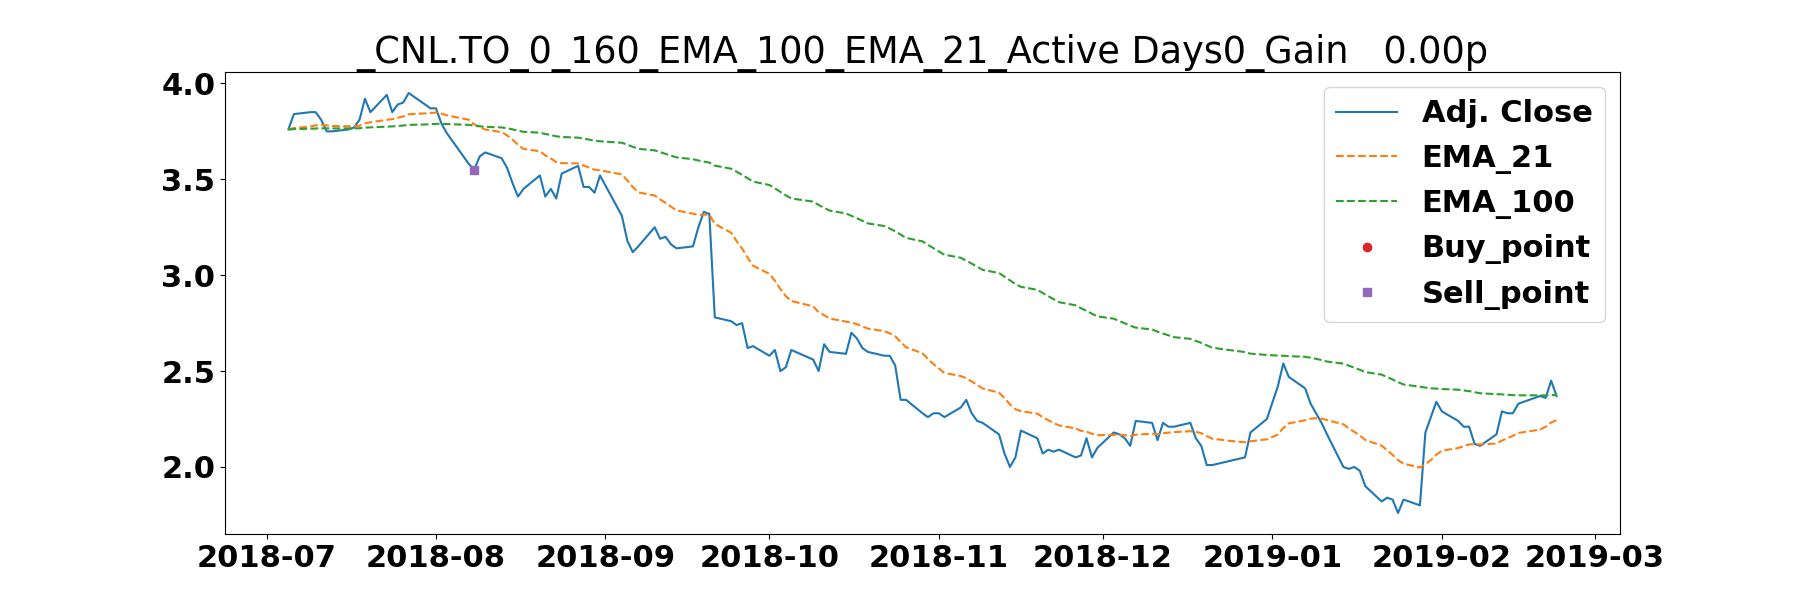 _CNL.TO_0_160_EMA_100_EMA_21_Active Days0_Gain   0.00p
4.0
3.5
3.0
2.5
2.0
Adj. Close
EMA_21
EMA_100
Buy_point
Sell_point
2018-07 2018-08 2018-09 2018-10 2018-11 2018-12 2019-01 2019-02 2019-03